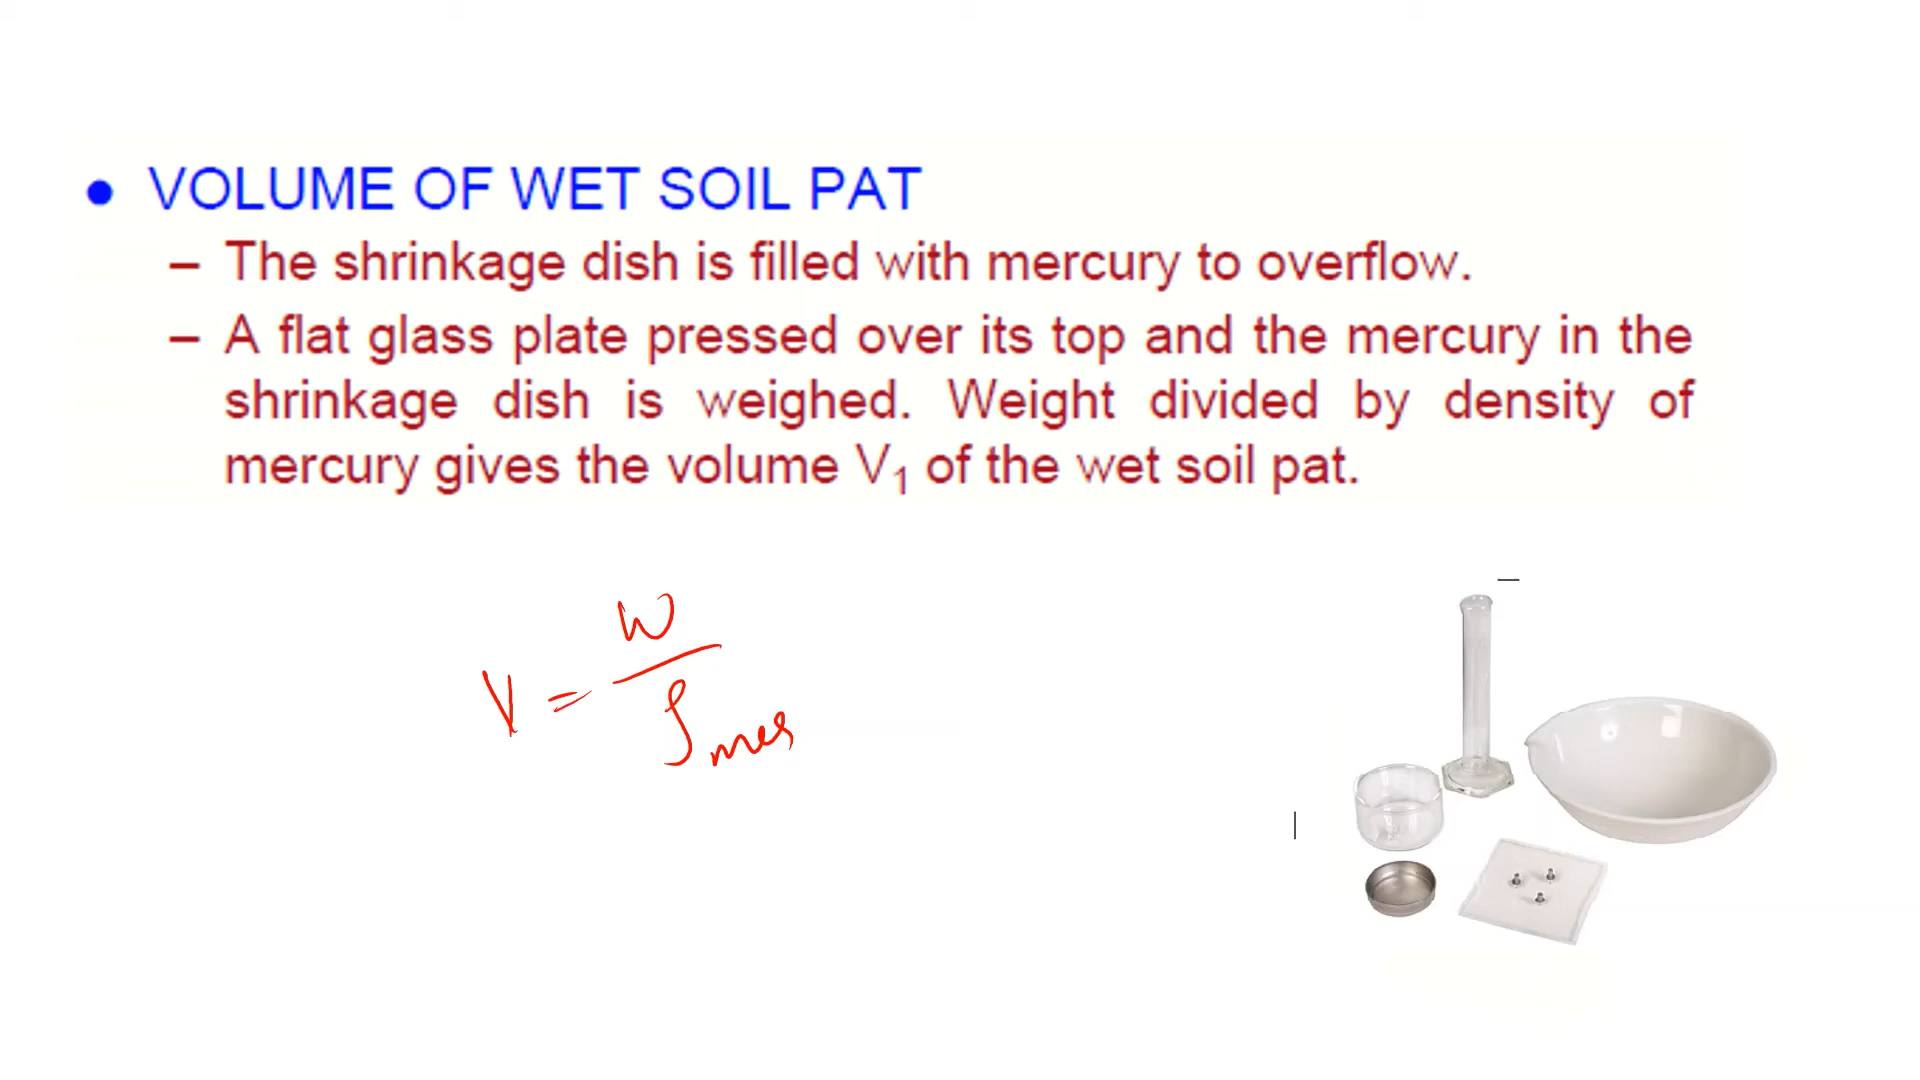 ● VOLUME OF WET SOIL PAT
– The shrinkage dish is filled with mercury to overflow.
– A flat glass plate pressed over its top and the mercury in the
shrinkage dish is weighed. Weight divided by density of
mercury gives the volume V₁ of the wet soil pat.
W
V =
ρmer